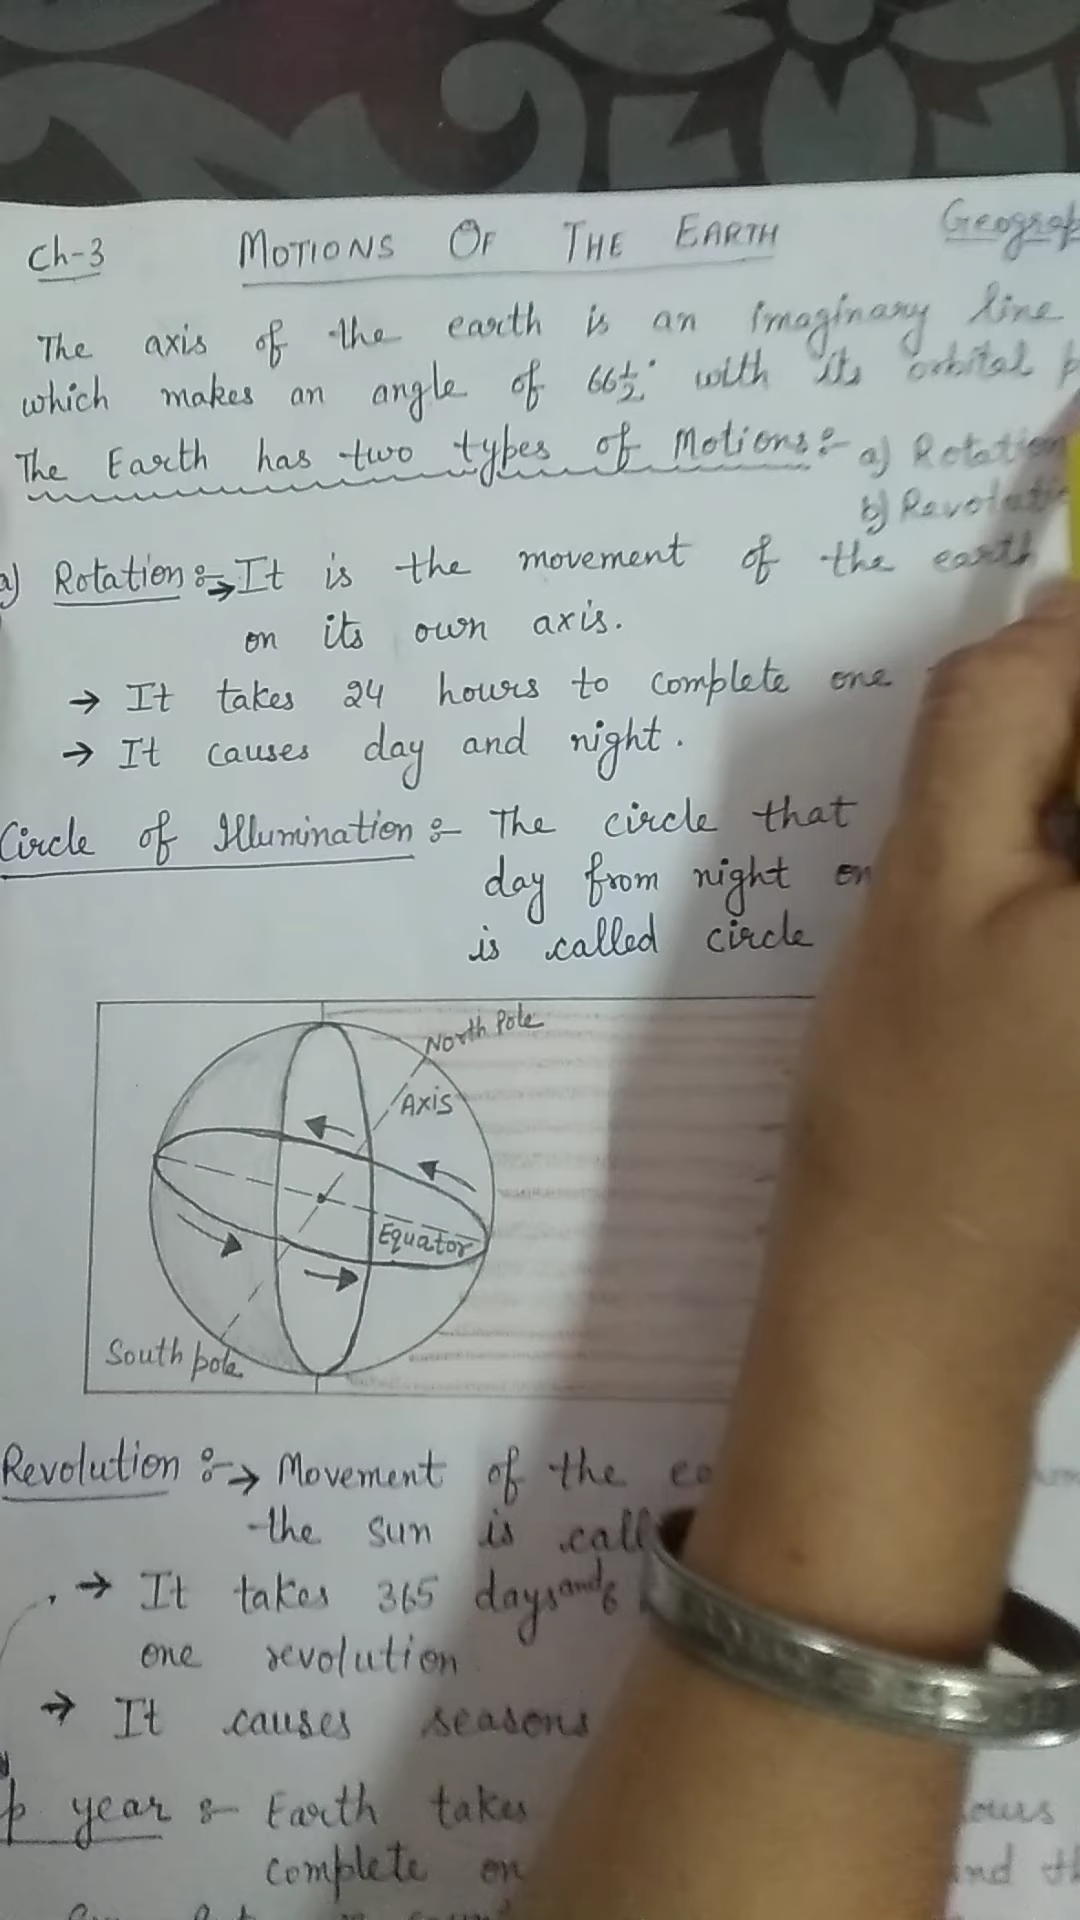 Ch-3 MOTIONS OF THE EARTH
The axis of the earth is an imaginary line
which makes an angle of 66½° with its orbital
The Earth has two types of Motions:- a) Rotation
b)
a) Rotation :-→ It is the movement of the earth
on its own axis.
→ It takes 24 hours to complete one
→ It causes day and night.
Circle of Illumination :- The circle that
day from night on
is called circle
North Pole
Axis
Equator
South pole
Revolution :-→ Movement of the
the sun is
→ It takes 365 days and 6
one revolution
→ It causes seasons
year :- Earth takes
complete